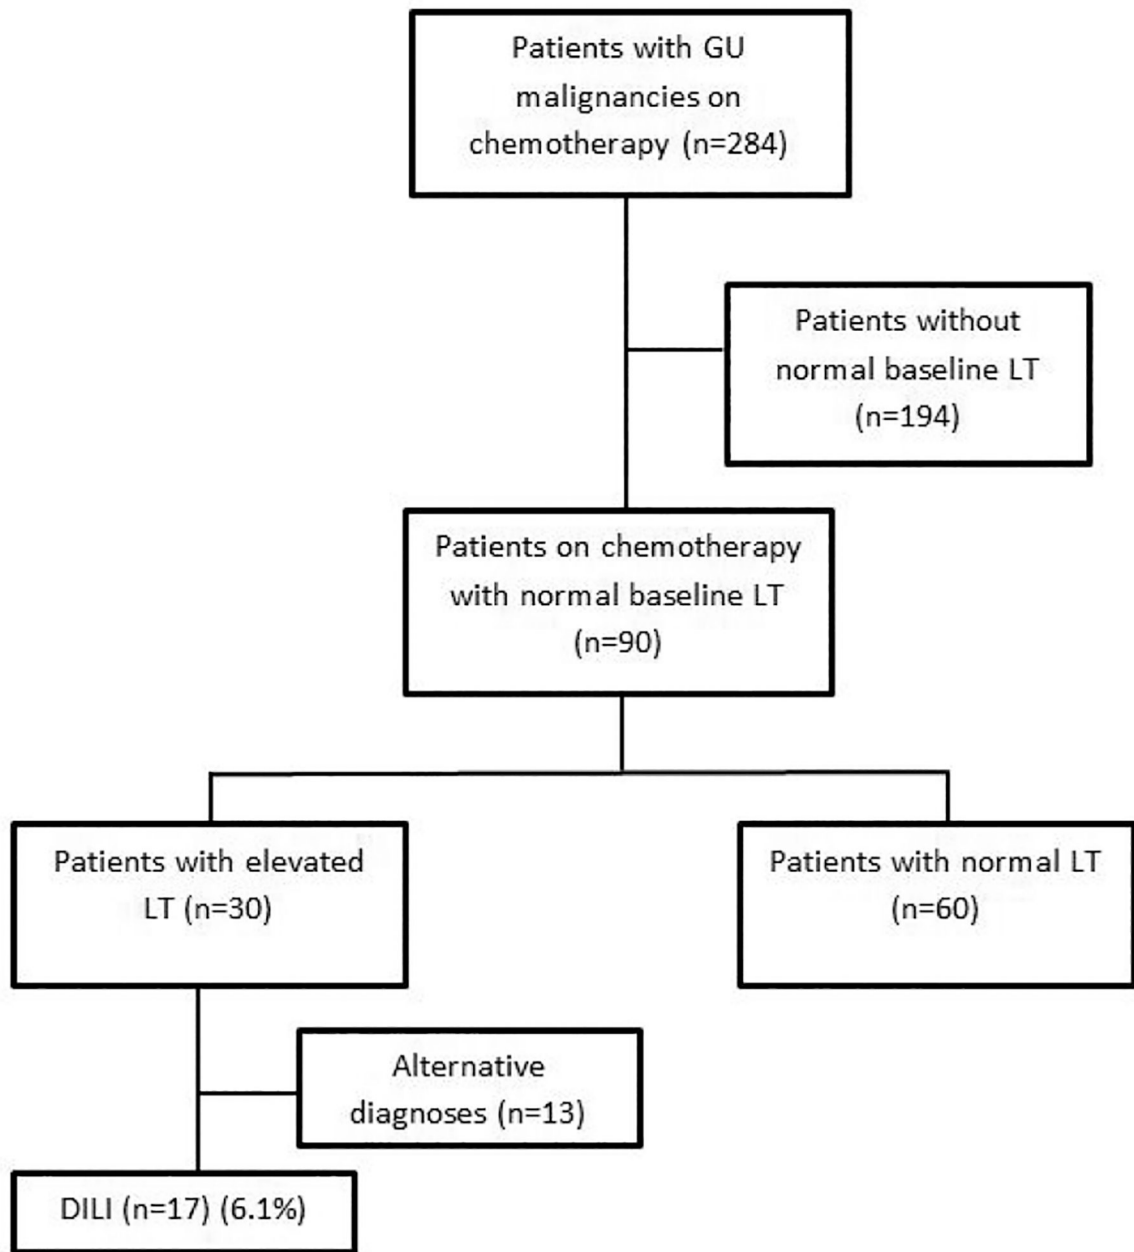 Patients with GU
malignancies on
chemotherapy (n=284)
Patients without
normal baseline LT
(n=194)
Patients on chemotherapy
with normal baseline LT
(n=90)
Patients with elevated
LT (n=30)
Patients with normal LT
(n=60)
Alternative
diagnoses (n=13)
DILI (n=17) (6.1%)